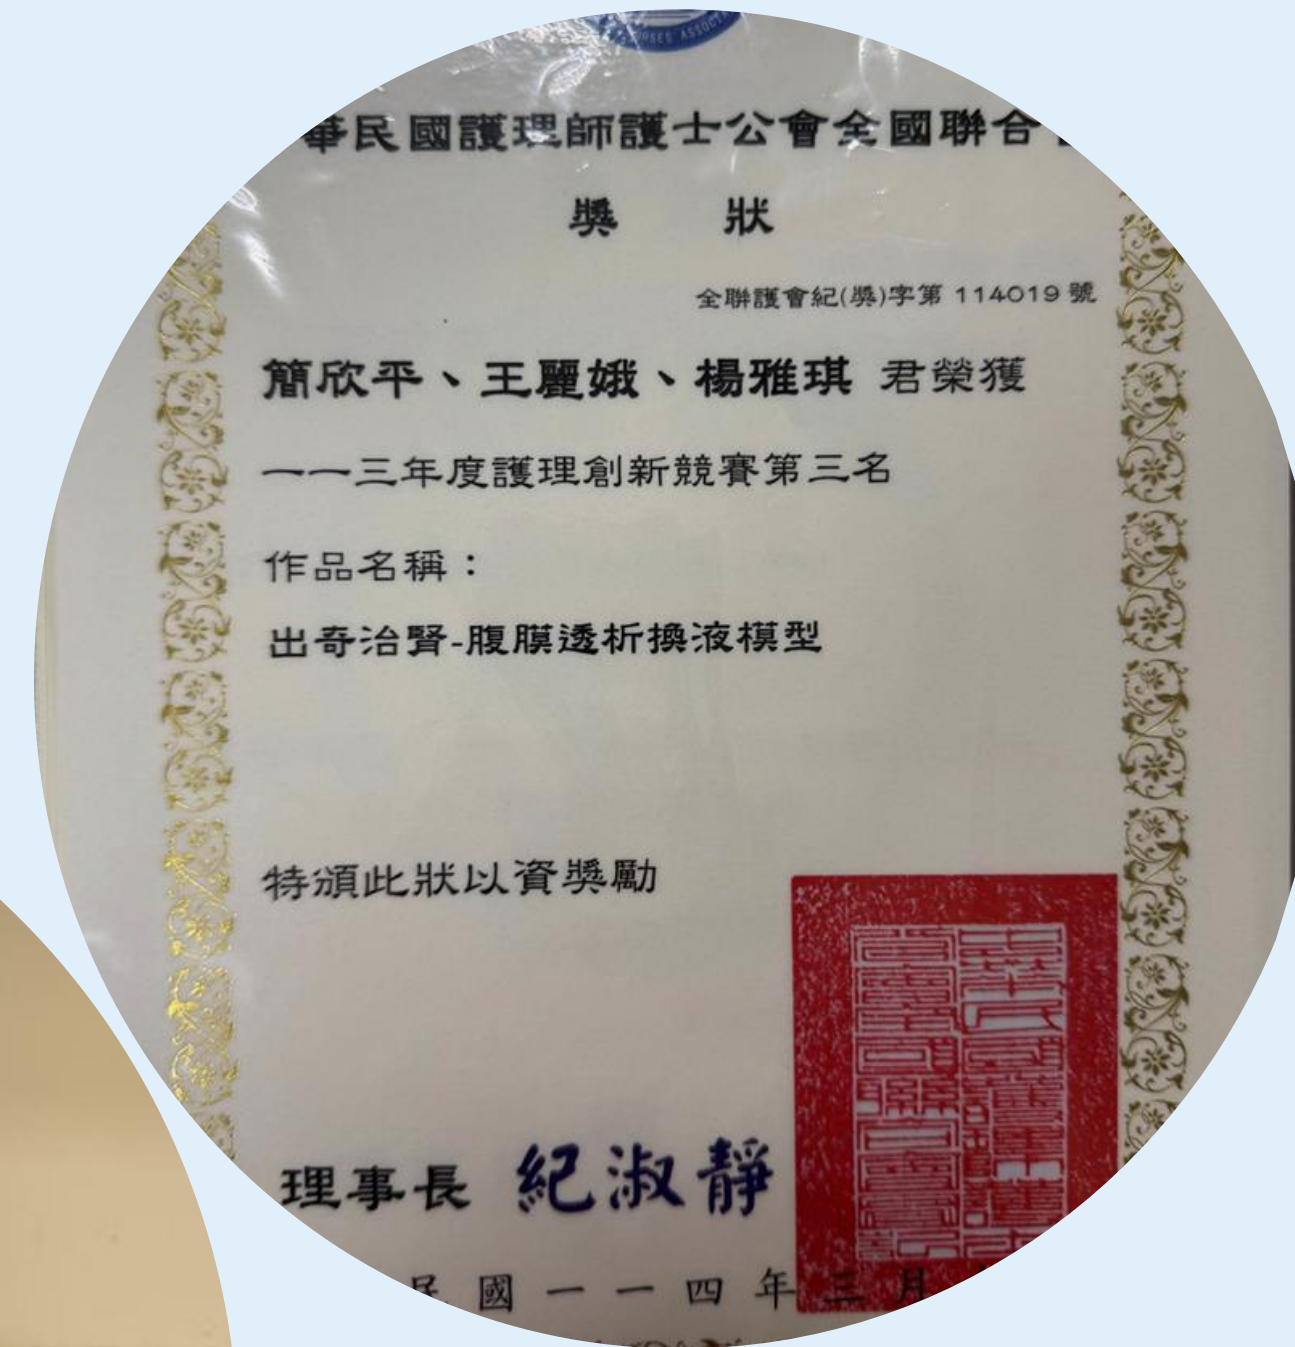 URSES ASSOCI
華民國護理師護士公會全國聯合
獎 狀
全聯護會紀(獎)字第 114019 號
簡欣平、王麗娥、楊雅琪 君榮獲
一一三年度護理創新競賽第三名
作品名稱：
出奇治腎-腹膜透析換液模型
特頒此狀以資獎勵
理事長 紀淑靜
民國一一四年三月